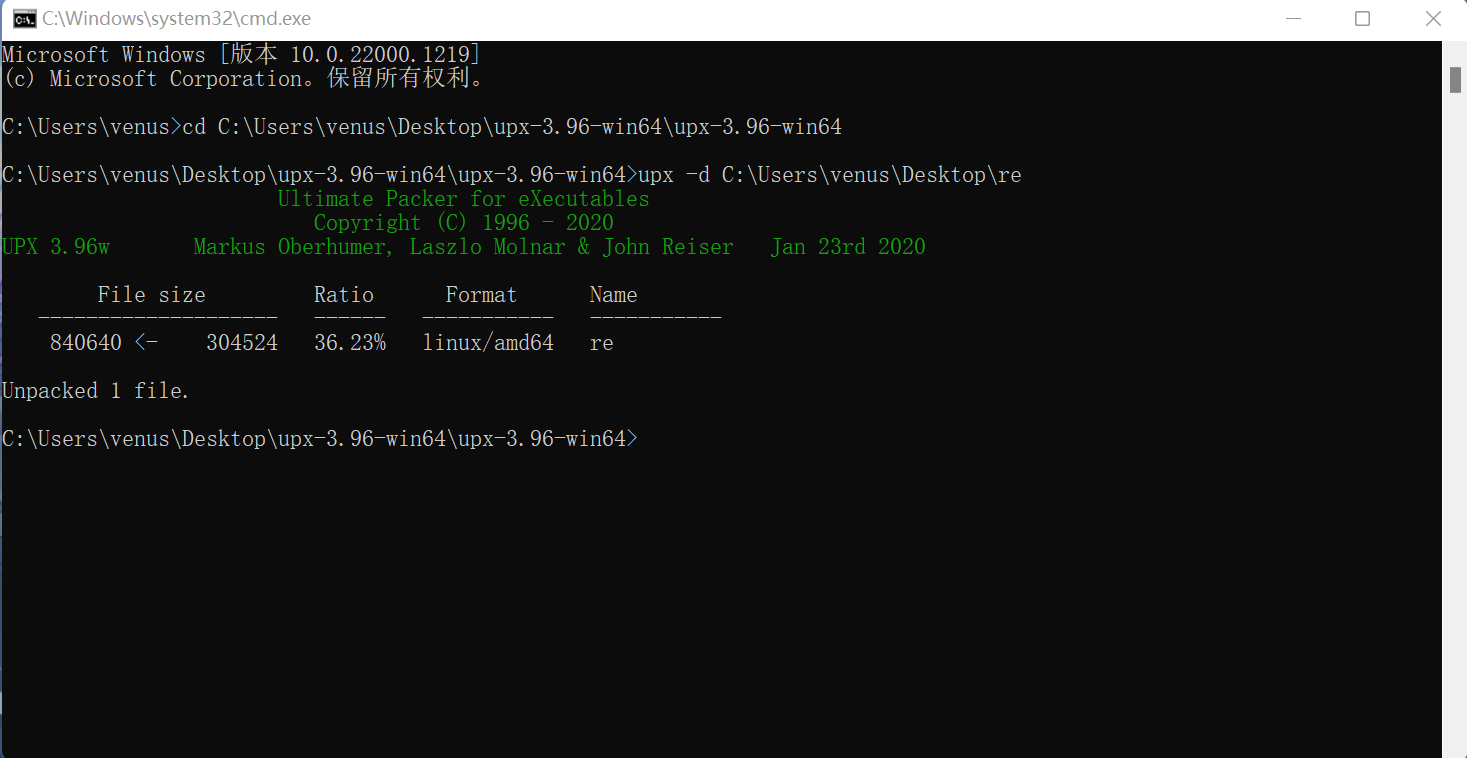 C:\Windows\system32\cmd.exe
Microsoft Windows [版本 10.0.22000.1219]
(c) Microsoft Corporation。保留所有权利。
C:\Users\venus>cd C:\Users\venus\Desktop\upx-3.96-win64\upx-3.96-win64
C:\Users\venus\Desktop\upx-3.96-win64\upx-3.96-win64>upx -d C:\Users\venus\Desktop\re
Ultimate Packer for eXecutables
Copyright (C) 1996 - 2020
UPX 3.96w       Markus Oberhumer, Laszlo Molnar & John Reiser   Jan 23rd 2020
File size         Ratio      Format      Name
--------------------   ------   -----------   -----------
840640 <-    304524   36.23%   linux/amd64   re
Unpacked 1 file.
C:\Users\venus\Desktop\upx-3.96-win64\upx-3.96-win64>